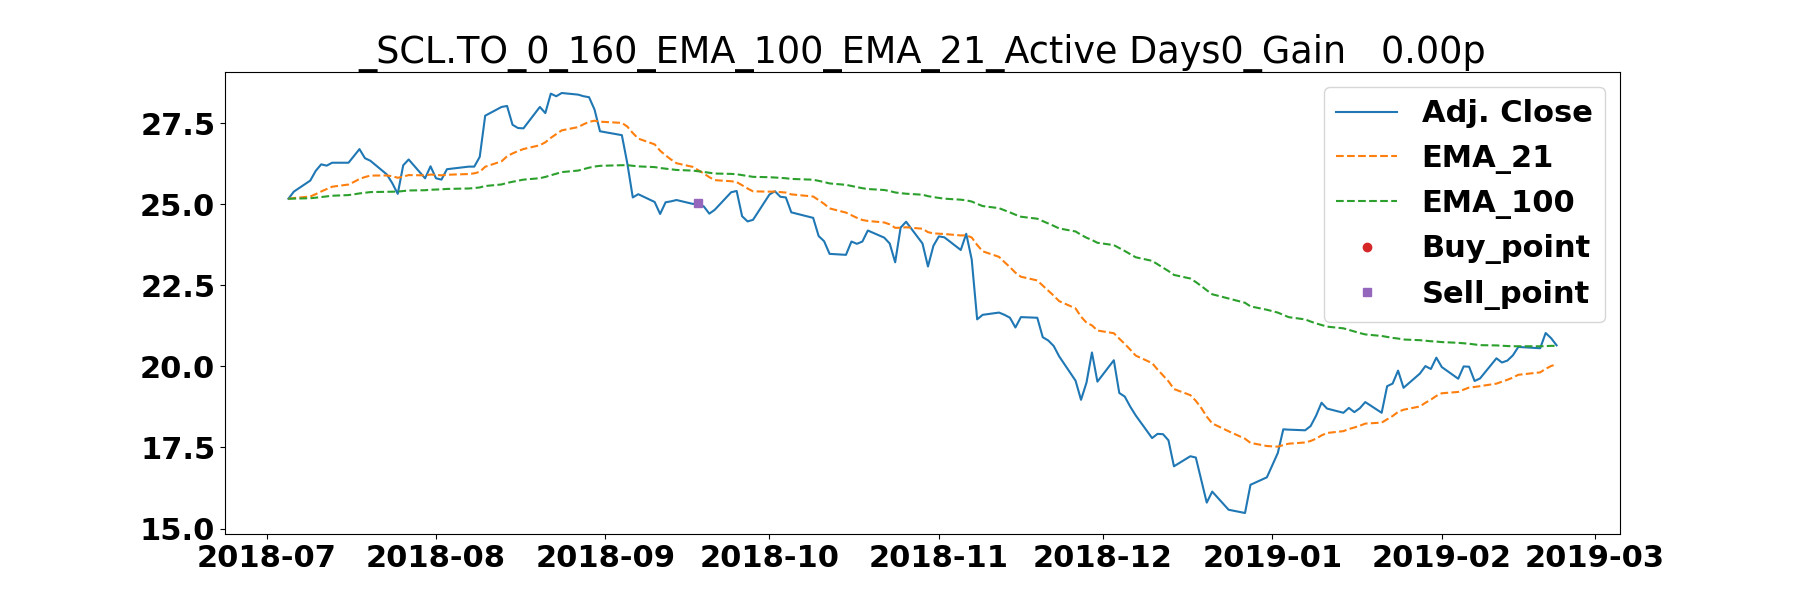 _SCL.TO_0_160_EMA_100_EMA_21_Active Days0_Gain   0.00p
27.5
25.0
22.5
20.0
17.5
15.0
Adj. Close
EMA_21
EMA_100
Buy_point
Sell_point
2018-07 2018-08 2018-09 2018-10 2018-11 2018-12 2019-01 2019-02 2019-03